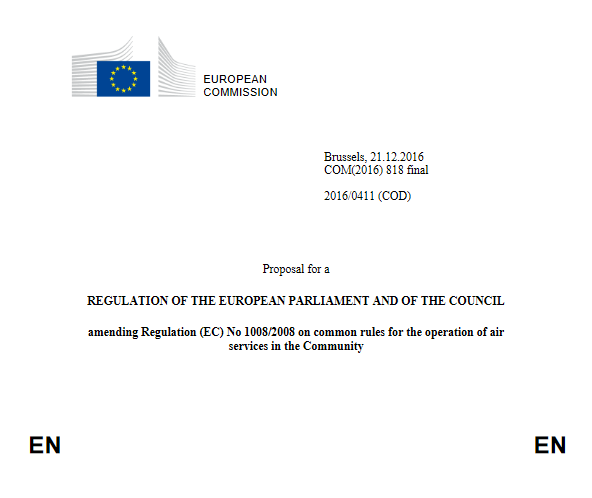 EUROPEAN
COMMISSION
Brussels, 21.12.2016
COM(2016) 818 final
2016/0411 (COD)
Proposal for a
REGULATION OF THE EUROPEAN PARLIAMENT AND OF THE COUNCIL
amending Regulation (EC) No 1008/2008 on common rules for the operation of air
services in the Community
EN
EN